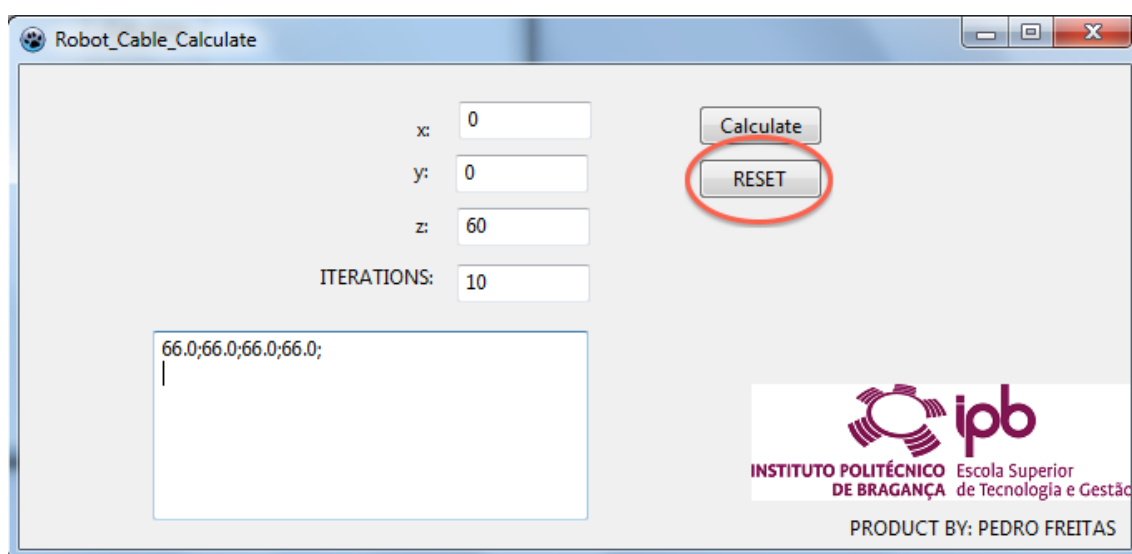 Robot_Cable_Calculate
x: 0
Calculate
y: 0
RESET
z: 60
ITERATIONS: 10
66.0;66.0;66.0;66.0;
ipb
INSTITUTO POLITÉCNICO Escola Superior
DE BRAGANÇA de Tecnologia e Gestão
PRODUCT BY: PEDRO FREITAS